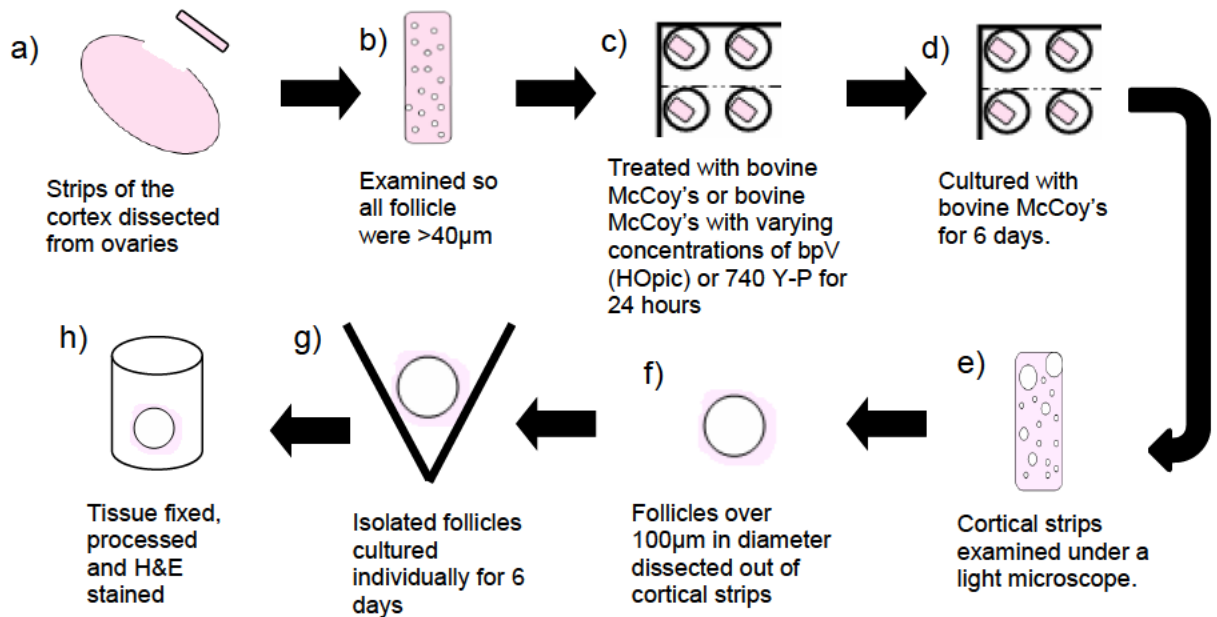 a)
Strips of the
cortex dissected
from ovaries
b)
Examined so
all follicle
were >40µm
c)
Treated with bovine
McCoy's or bovine
McCoy's with varying
concentrations of bpV
(HOpic) or 740 Y-P for
24 hours
d)
Cultured with
bovine McCoy's
for 6 days.
e)
Cortical strips
examined under a
light microscope.
f)
Follicles over
100µm in diameter
dissected out of
cortical strips
g)
Isolated follicles
cultured
individually for 6
days
h)
Tissue fixed,
processed
and H&E
stained